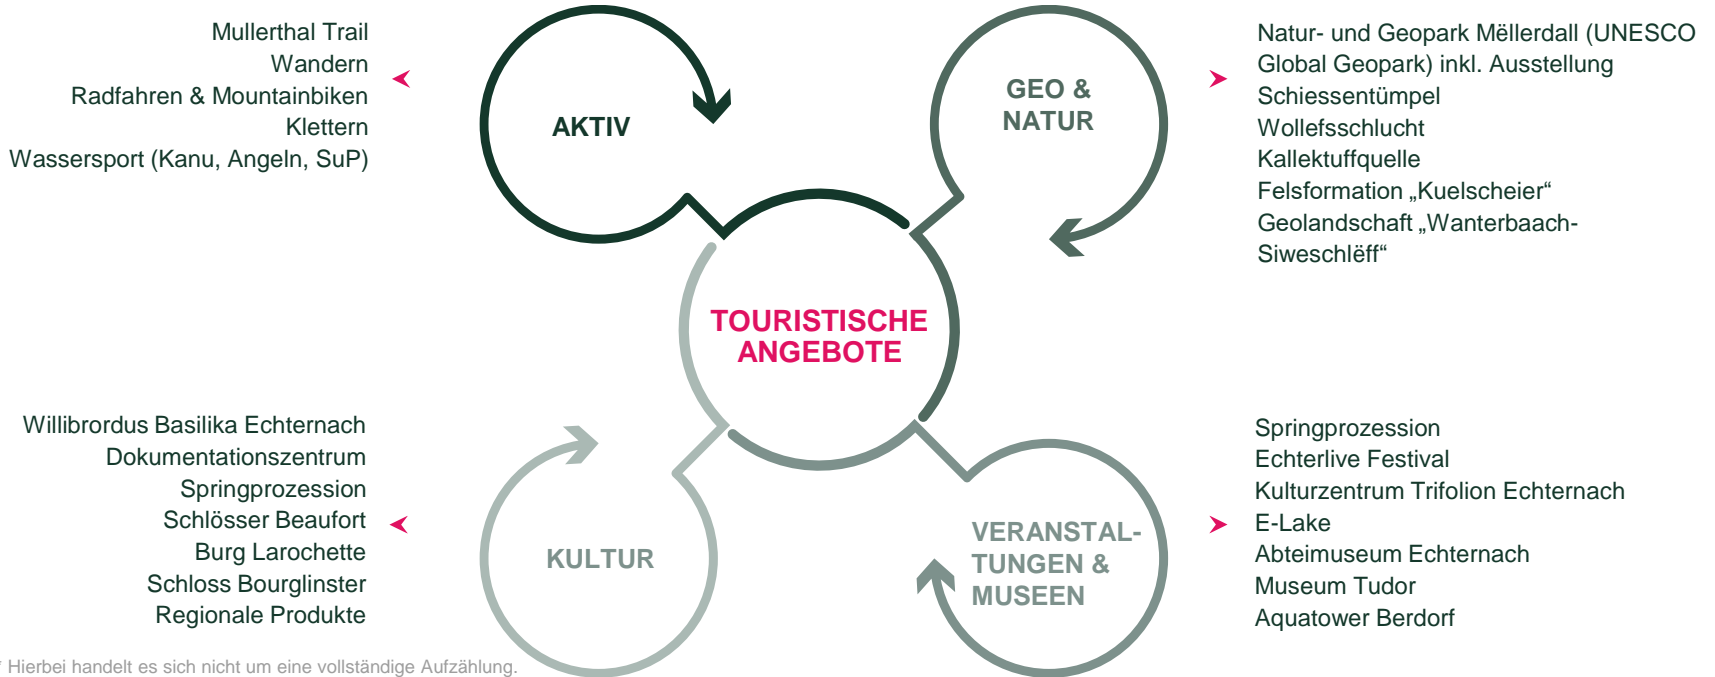 Mullerthal Trail
Wandern
Radfahren & Mountainbiken
Klettern
Wassersport (Kanu, Angeln, SuP)
AKTIV
GEO &
NATUR
Natur- und Geopark Mëllerdall (UNESCO
Global Geopark) inkl. Ausstellung
Schiessentümpel
Wollefsschlucht
Kallektuffquelle
Felsformation „Kuelscheier“
Geolandschaft „Wanterbaach-
Siweschlëff“
TOURISTISCHE
ANGEBOTE
Willibrordus Basilika Echternach
Dokumentationszentrum
Springprozession
Schlösser Beaufort
Burg Larochette
Schloss Bourglinster
Regionale Produkte
KULTUR
VERANSTAL-
TUNGEN &
MUSEEN
Springprozession
Echterlive Festival
Kulturzentrum Trifolion Echternach
E-Lake
Abteimuseum Echternach
Museum Tudor
Aquatower Berdorf
* Hierbei handelt es sich nicht um eine vollständige Aufzählung.